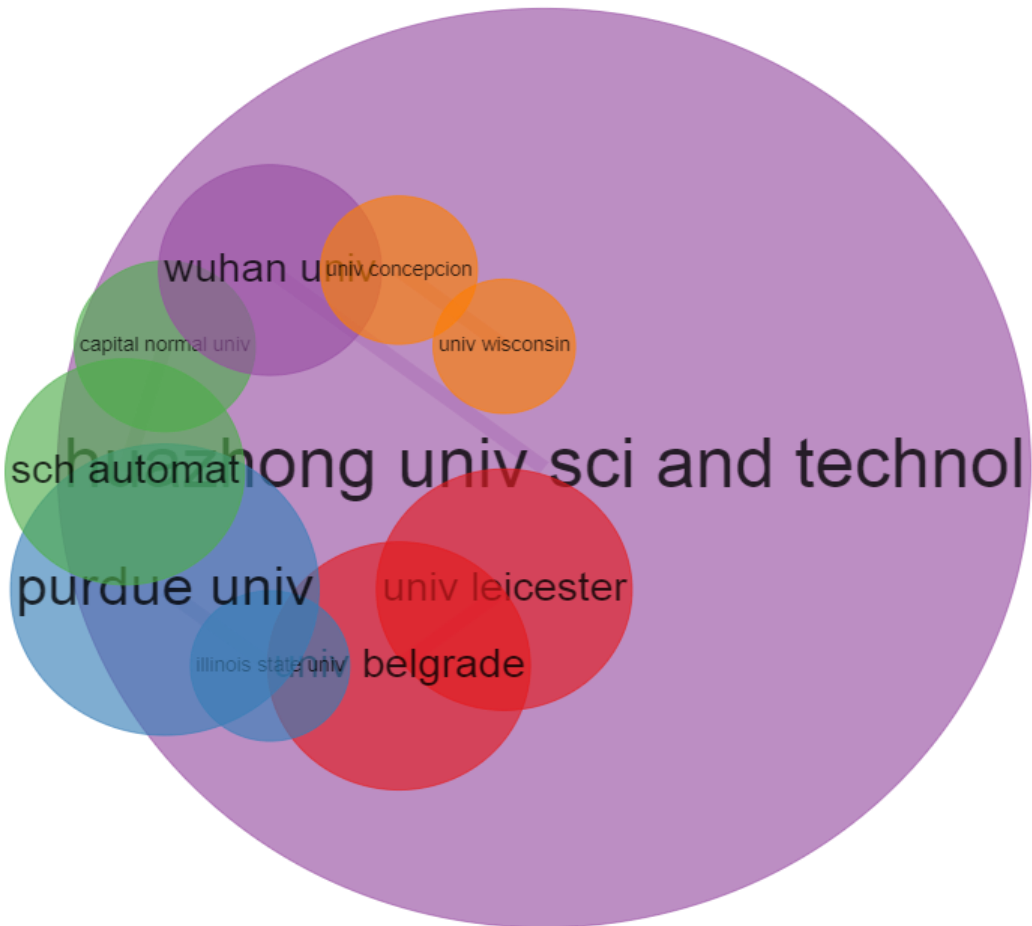 wuhan univ
univ concepcion
capital normal univ
univ wisconsin
huazhong univ sci and technol
sch automat
purdue univ
univ leicester
illinois state univ
univ belgrade